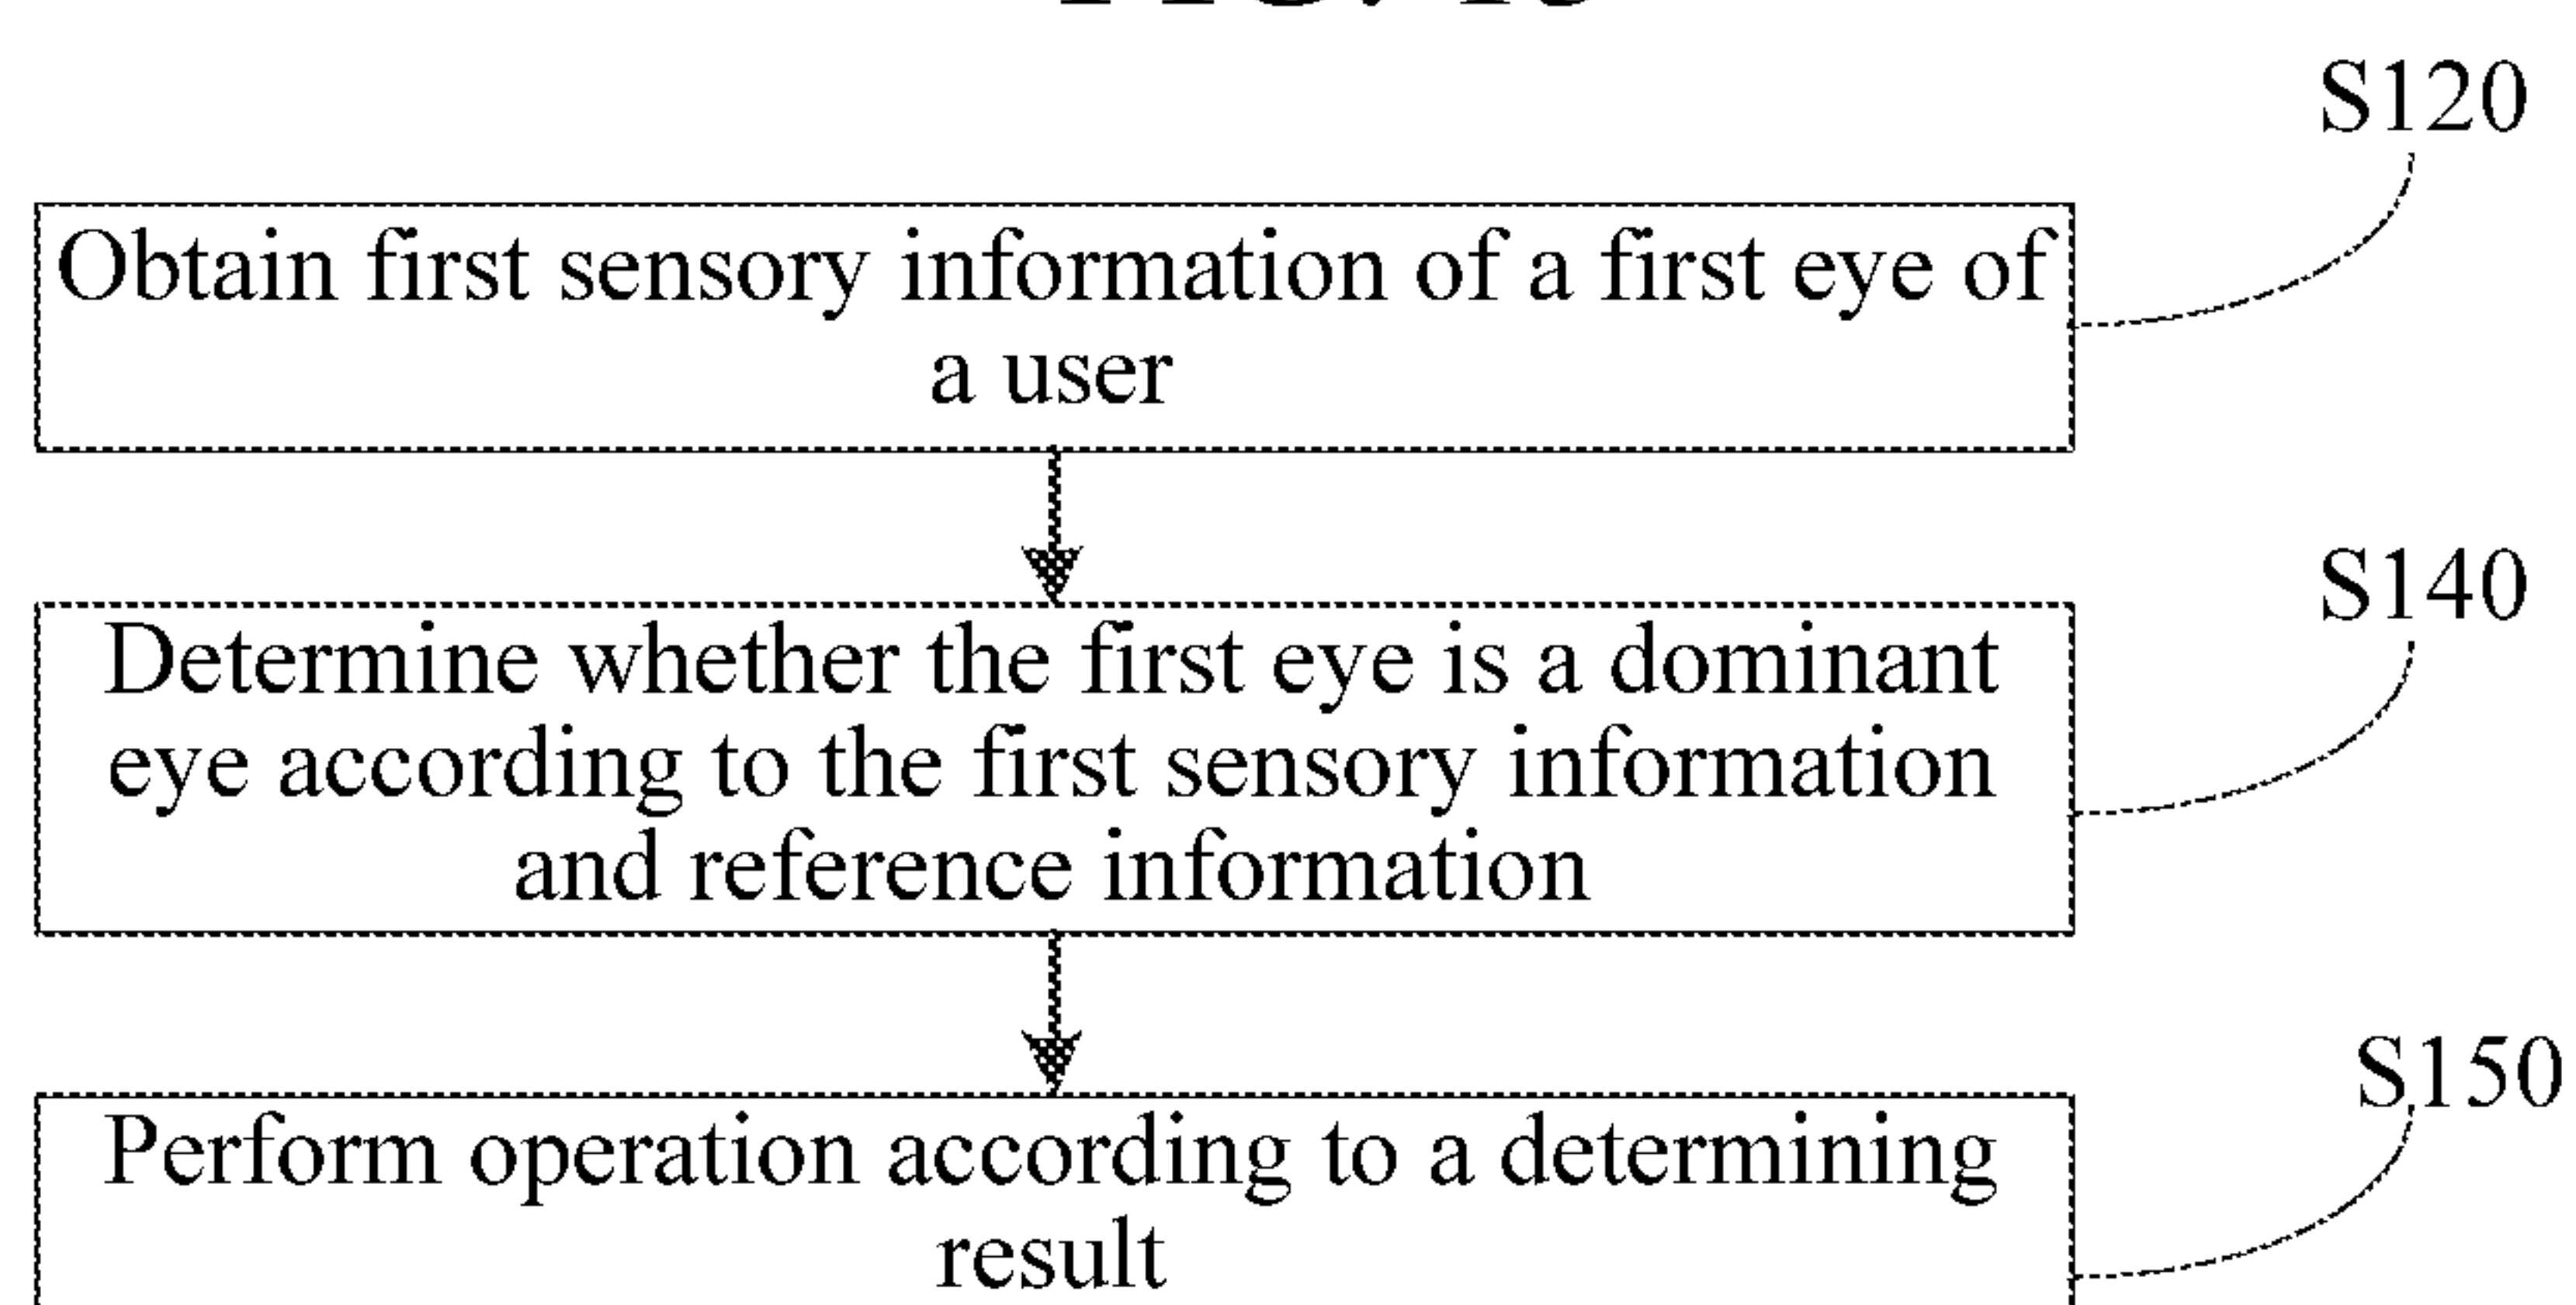 S120
Obtain first sensory information of a first eye of
a user
S140
Determine whether the first eye is a dominant
eye according to the first sensory information
and reference information
S150
Perform operation according to a determining
result